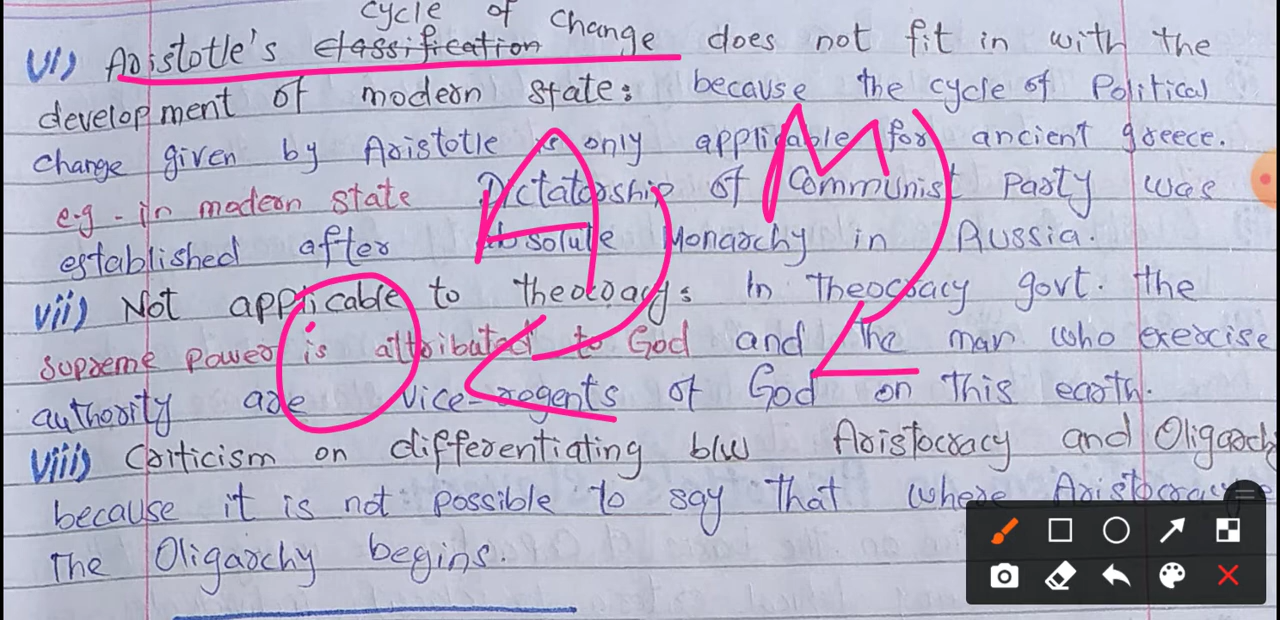 cycle of change
VI) Aristotle's classification does not fit in with the
development of modern state: because the cycle of Political
change given by Aristotle is only applicable for ancient greece.
e.g - in modern state Dictatorship of Communist Party was
established after Absolute Monarchy in Russia.
vii) Not applicable to theocracy: In Theocracy govt. the
supreme power is attributed to God and the man who exercise
authority are Vice-regents of God on this earth.
viii) Criticism on differentiating b/w Aristocracy and Oligarchy
because it is not possible to say that where Aristocracy
The Oligarchy begins.